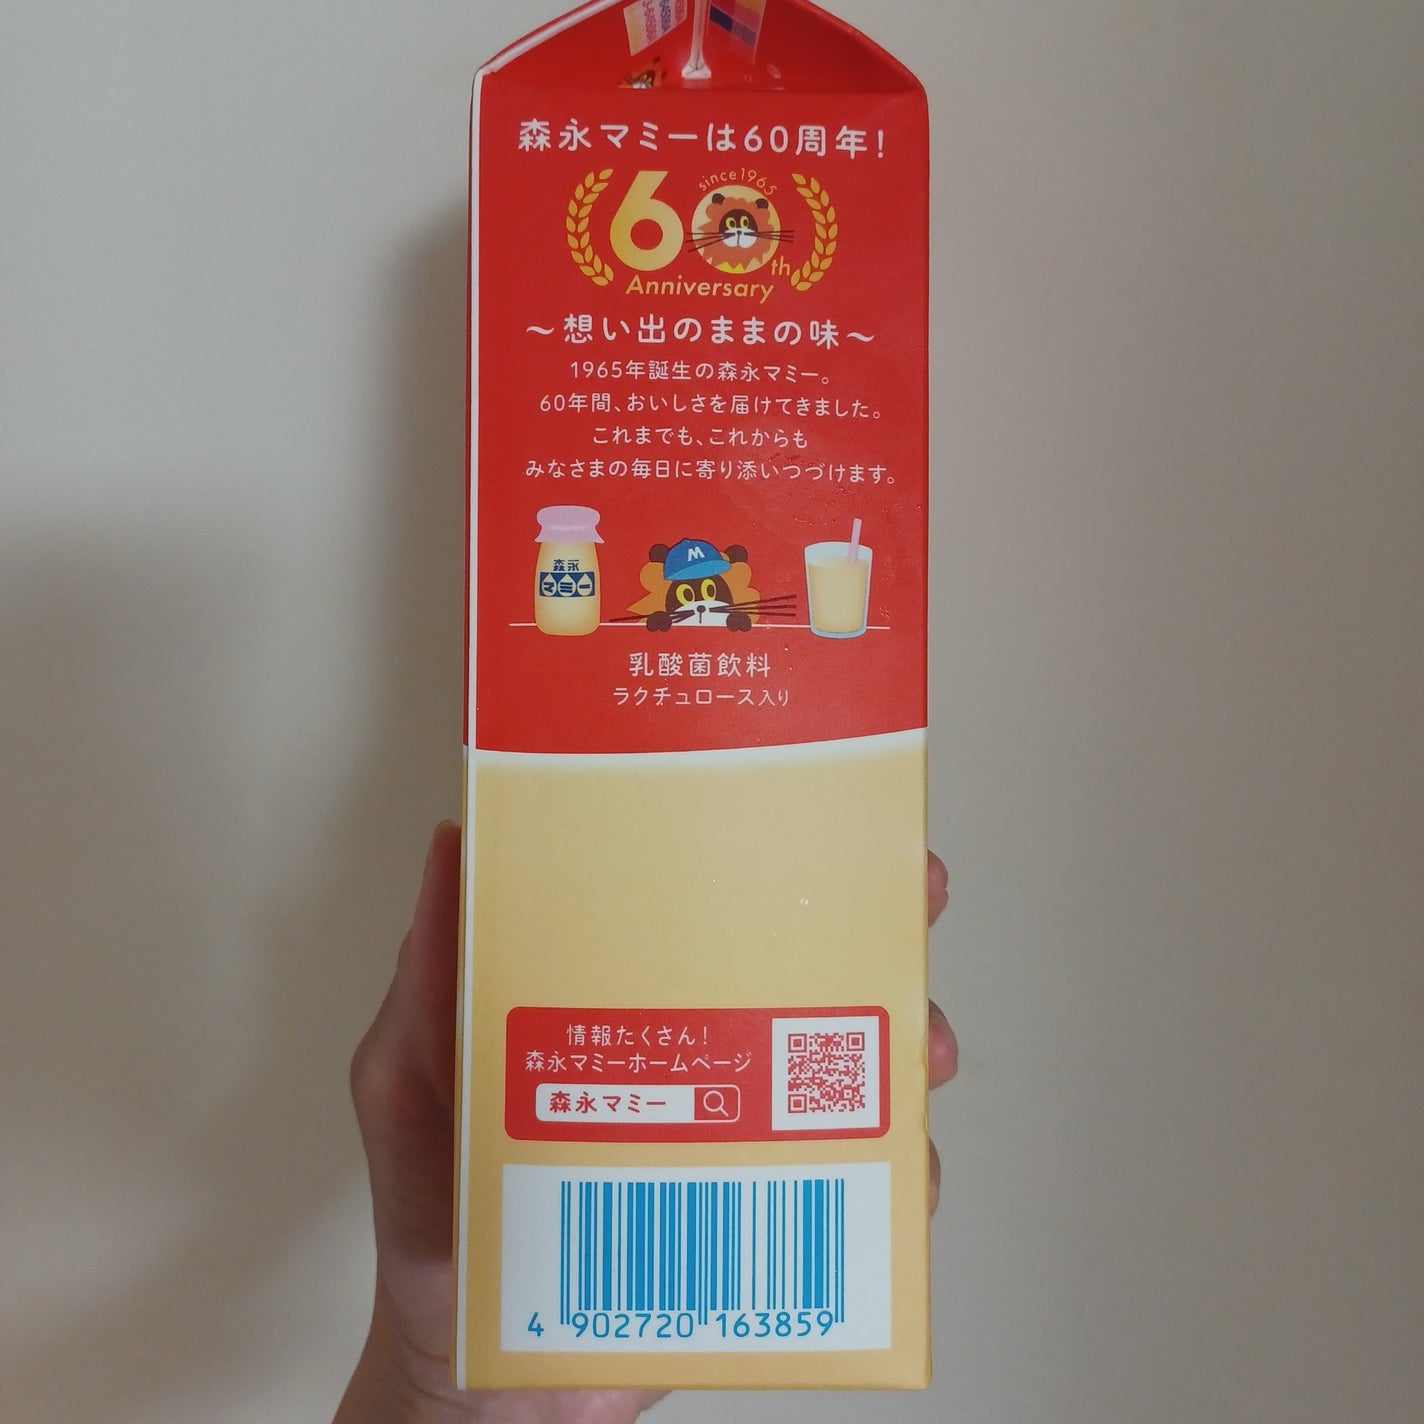 森永マミーは60周年!
since1965
60th
Anniversary
～想い出のままの味～
1965年誕生の森永マミー。
60年間、おいしさを届けてきました。
これまでも、これからも
みなさまの毎日に寄り添いつづけます。
M
森永
マミー
乳酸菌飲料
ラクチュロース入り
情報たくさん!
森永マミーホームページ
森永マミー
4 902720 163859